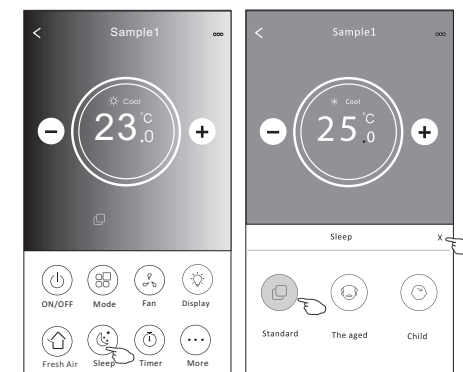 Sample1
Cool
23.0°C
ON/OFF Mode Fan Display
Fresh Air Sleep Timer More
Sample1
Cool
25.0°C
Sleep X
Standard The aged Child